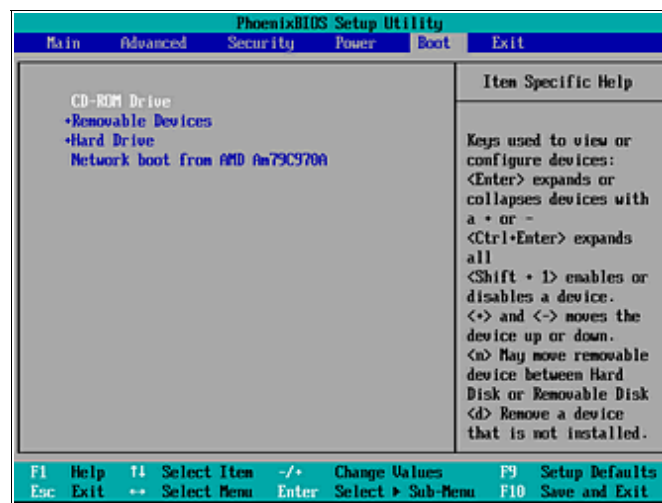 PhoenixBIOS Setup Utility
Main Advanced Security Power Boot Exit
CD-ROM Drive
+Removable Devices
+Hard Drive
Network boot from AMD Am79C970A
Item Specific Help
Keys used to view or
configure devices:
<Enter> expands or
collapses devices with
a + or -
<Ctrl+Enter> expands
all
<Shift + 1> enables or
disables a device.
<+> and <-> moves the
device up or down.
<n> May move removable
device between Hard
Disk or Removable Disk
<d> Remove a device
that is not installed.
F1 Help ↑↓ Select Item -/+ Change Values F9 Setup Defaults
Esc Exit ↔ Select Menu Enter Select ▶ Sub-Menu F10 Save and Exit